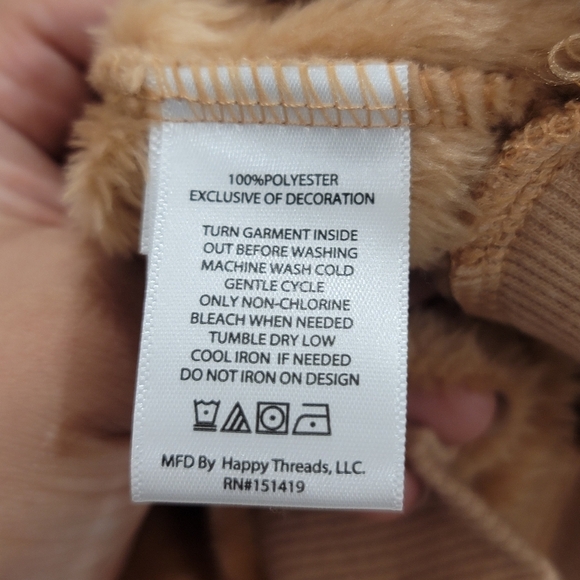 100%POLYESTER
EXCLUSIVE OF DECORATION
TURN GARMENT INSIDE
OUT BEFORE WASHING
MACHINE WASH COLD
GENTLE CYCLE
ONLY NON-CHLORINE
BLEACH WHEN NEEDED
TUMBLE DRY LOW
COOL IRON IF NEEDED
DO NOT IRON ON DESIGN
MFD By Happy Threads, LLC.
RN#151419